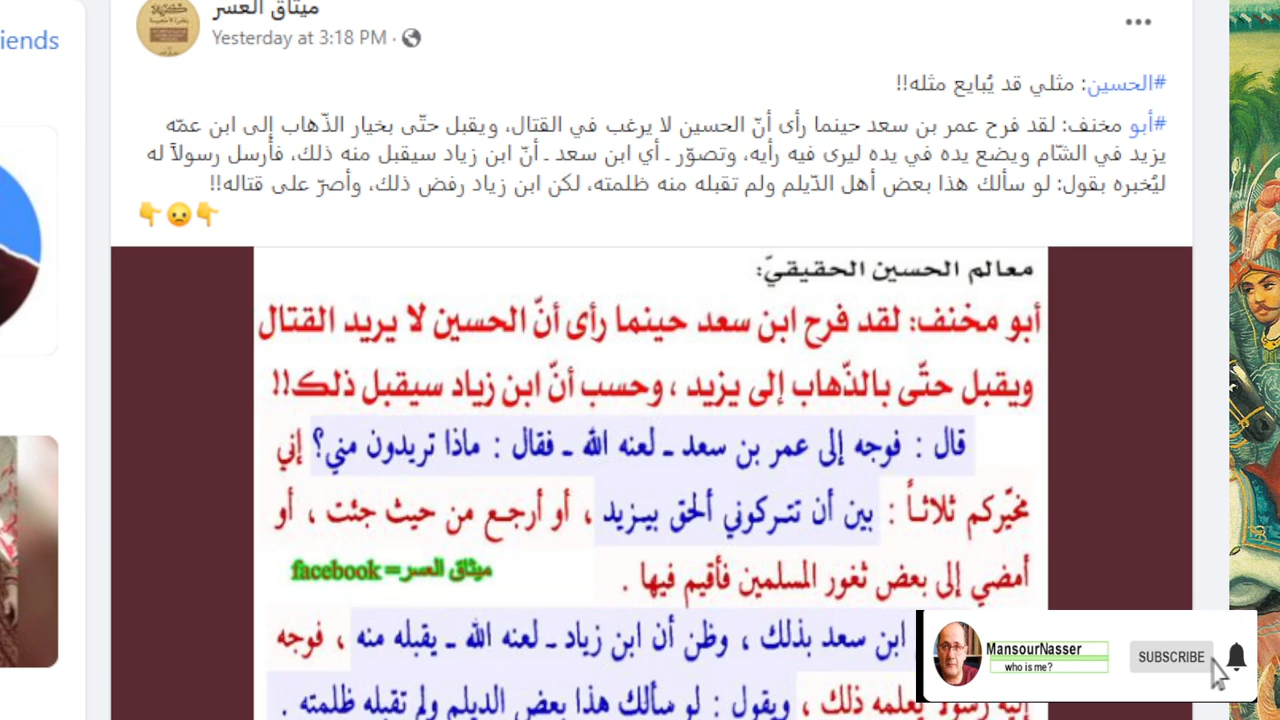 ميثاق العسر
iends
Yesterday at 3:18 PM ·
#الحسين: مثلي قد يُبايع مثله!!
#أبو مخنف: لقد فرح عمر بن سعد حينما رأى أنّ الحسين لا يرغب في القتال، ويقبل حتّى بخيار الذّهاب إلى ابن عمّه
يزيد في الشّام ويضع يده في يده ليرى فيه رأيه، وتصوّر ـ أي ابن سعد ـ أنّ ابن زياد سيقبل منه ذلك، فأرسل رسولاً له
ليُخبره بقول: لو سألك هذا بعض أهل الدّيلم ولم تقبله منه ظلمته، لكن ابن زياد رفض ذلك، وأصرّ على قتاله!!
👇☹️👇
معالم الحسين الحقيقيّ:
أبو مخنف: لقد فرح ابن سعد حينما رأى أنّ الحسين لا يريد القتال
ويقبل حتّى بالذّهاب إلى يزيد ، وحسب أنّ ابن زياد سيقبل ذلك!!
قال : فوجه إلى عمر بن سعد ـ لعنه الله ـ فقال : ماذا تريدون مني؟ إني
مخيّركم ثلاثاً : بين أن تتركوني ألحق بيزيد ، أو أرجع من حيث جئت ، أو
أمضي إلى بعض ثغور المسلمين فأقيم فيها .
ميثاق العسر=facebook
ابن سعد بذلك ، وظن أن ابن زياد ـ لعنه الله ـ يقبله منه ، فوجه
إليه رسولاً يعلمه ذلك ، ويقول : لو سألك هذا بعض الديلم ولم تقبله ظلمته .
MansourNasser
who is me?
SUBSCRIBE